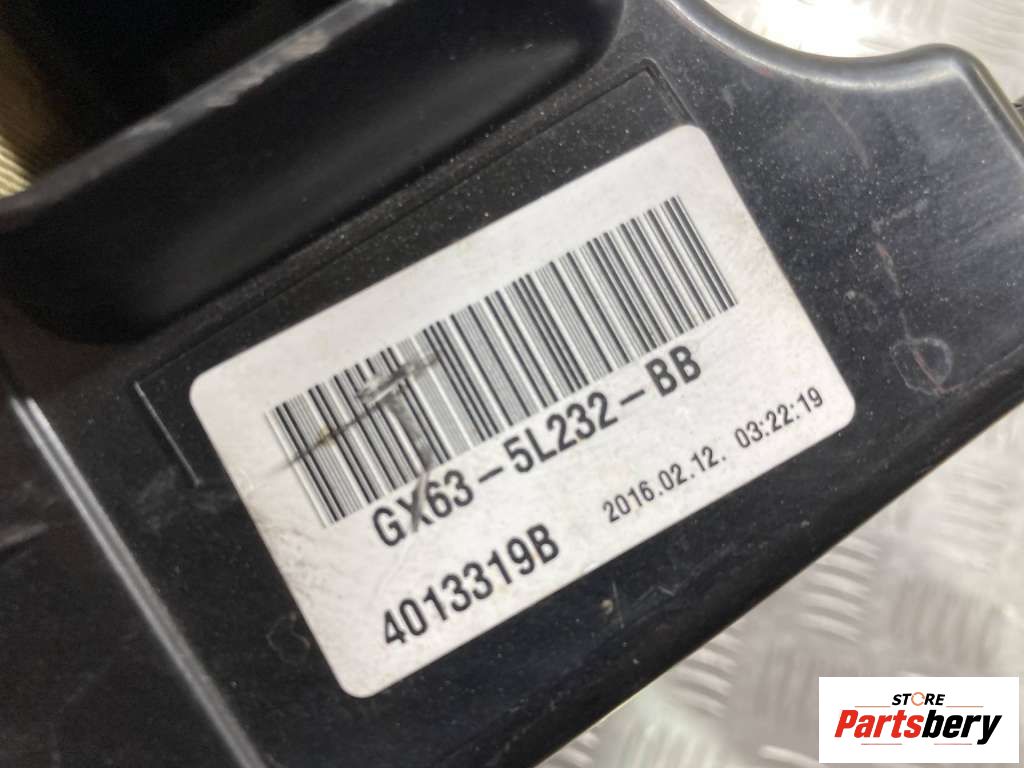 GX63-5L232-BB
4013319B 2016.02.12. 03:22:19
STORE
Partsbery